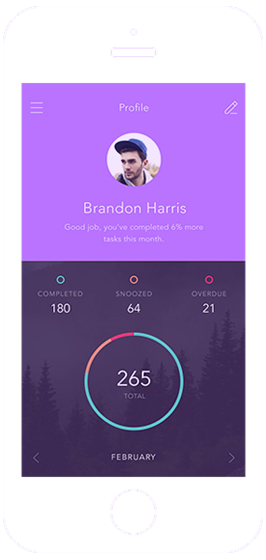 Profile
Brandon Harris
Good job, you've completed 6% more
tasks this month.
COMPLETED SNOOZED OVERDUE
180 64 21
265
TOTAL
FEBRUARY